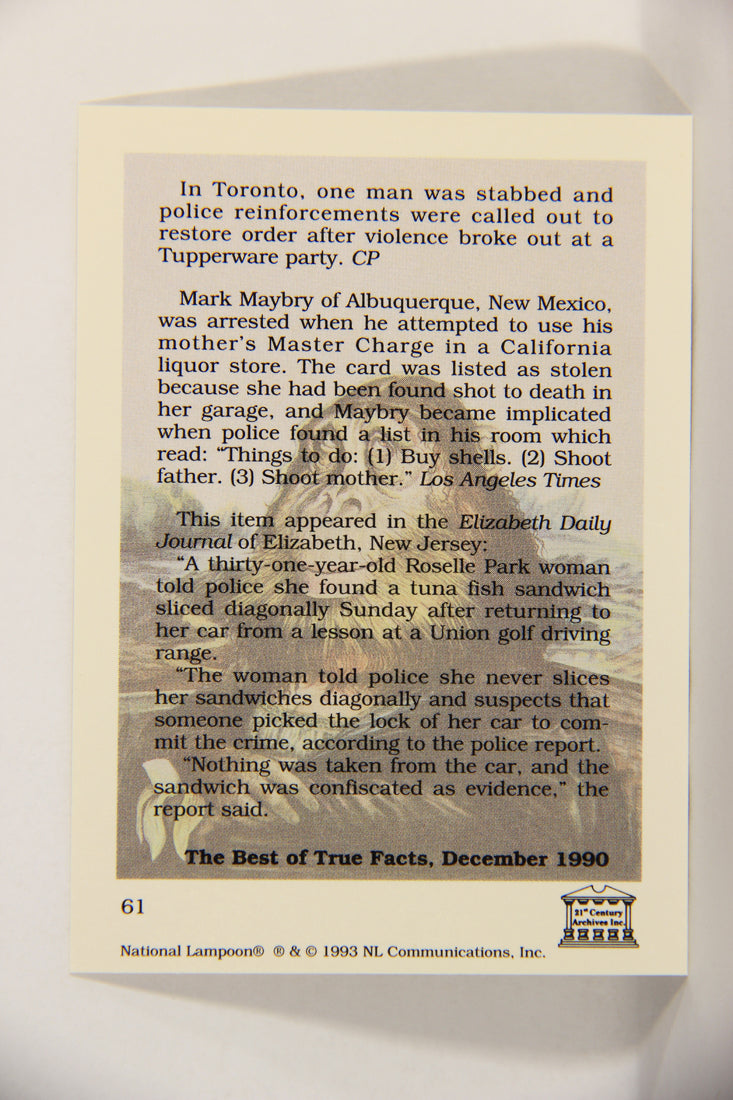 In Toronto, one man was stabbed and
police reinforcements were called out to
restore order after violence broke out at a
Tupperware party. CP
Mark Maybry of Albuquerque, New Mexico,
was arrested when he attempted to use his
mother's Master Charge in a California
liquor store. The card was listed as stolen
because she had been found shot to death in
her garage, and Maybry became implicated
when police found a list in his room which
read: "Things to do: (1) Buy shells. (2) Shoot
father. (3) Shoot mother." Los Angeles Times
This item appeared in the Elizabeth Daily
Journal of Elizabeth, New Jersey:
"A thirty-one-year-old Roselle Park woman
told police she found a tuna fish sandwich
sliced diagonally Sunday after returning to
her car from a lesson at a Union golf driving
range.
"The woman told police she never slices
her sandwiches diagonally and suspects that
someone picked the lock of her car to com-
mit the crime, according to the police report.
"Nothing was taken from the car, and the
sandwich was confiscated as evidence," the
report said.
The Best of True Facts, December 1990
61
21st Century
Archives Inc.
National Lampoon® ® & © 1993 NL Communications, Inc.